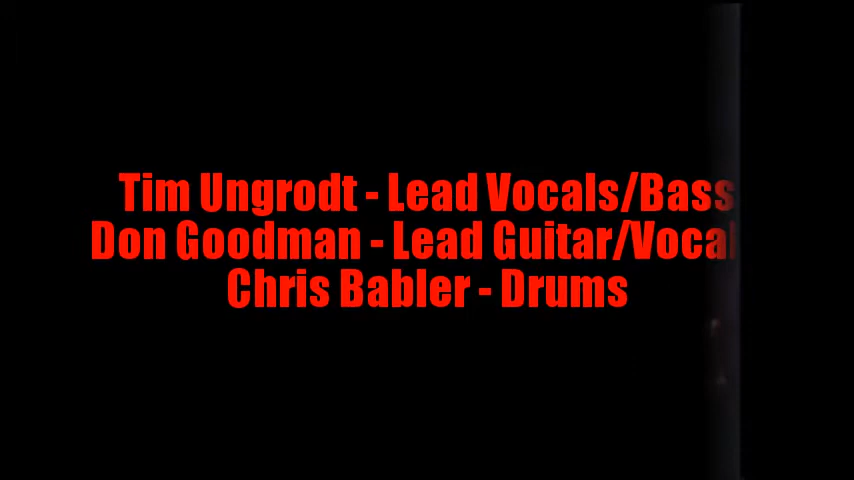 Tim Ungrodt - Lead Vocals/Bass
Don Goodman - Lead Guitar/Vocal
Chris Babler - Drums